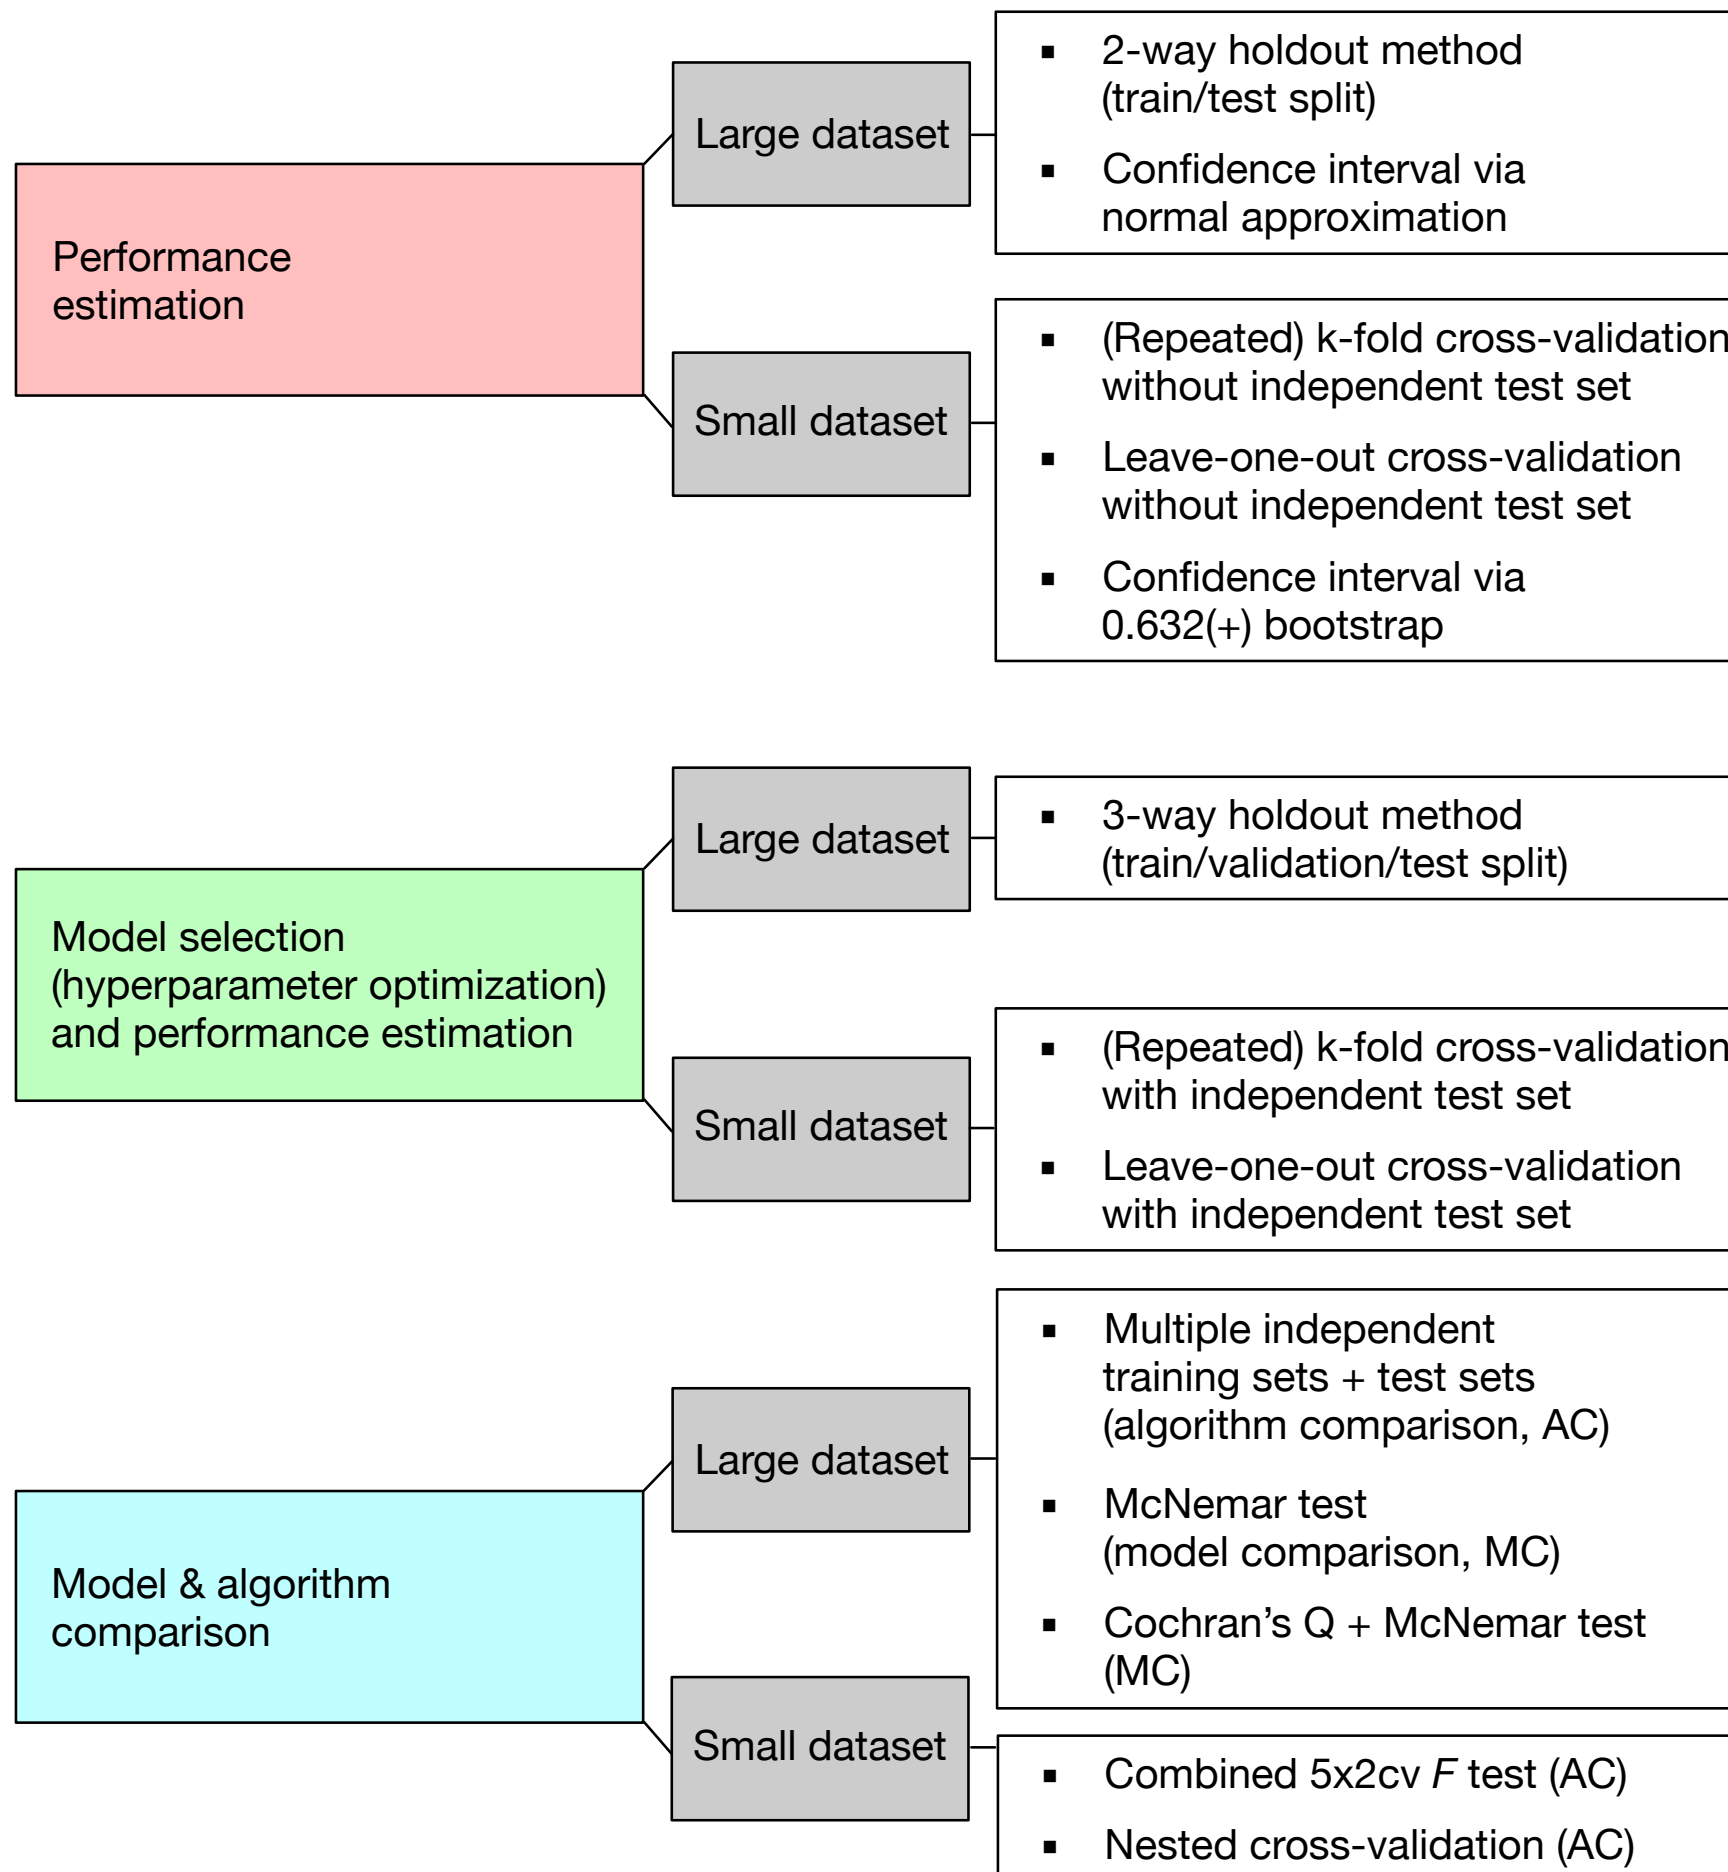 Performance
estimation
Large dataset
▪ 2-way holdout method
(train/test split)
▪ Confidence interval via
normal approximation
Small dataset
▪ (Repeated) k-fold cross-validation
without independent test set
▪ Leave-one-out cross-validation
without independent test set
▪ Confidence interval via
0.632(+) bootstrap
Model selection
(hyperparameter optimization)
and performance estimation
Large dataset
▪ 3-way holdout method
(train/validation/test split)
Small dataset
▪ (Repeated) k-fold cross-validation
with independent test set
▪ Leave-one-out cross-validation
with independent test set
Model & algorithm
comparison
Large dataset
▪ Multiple independent
training sets + test sets
(algorithm comparison, AC)
▪ McNemar test
(model comparison, MC)
▪ Cochran’s Q + McNemar test
(MC)
Small dataset
▪ Combined 5x2cv F test (AC)
▪ Nested cross-validation (AC)